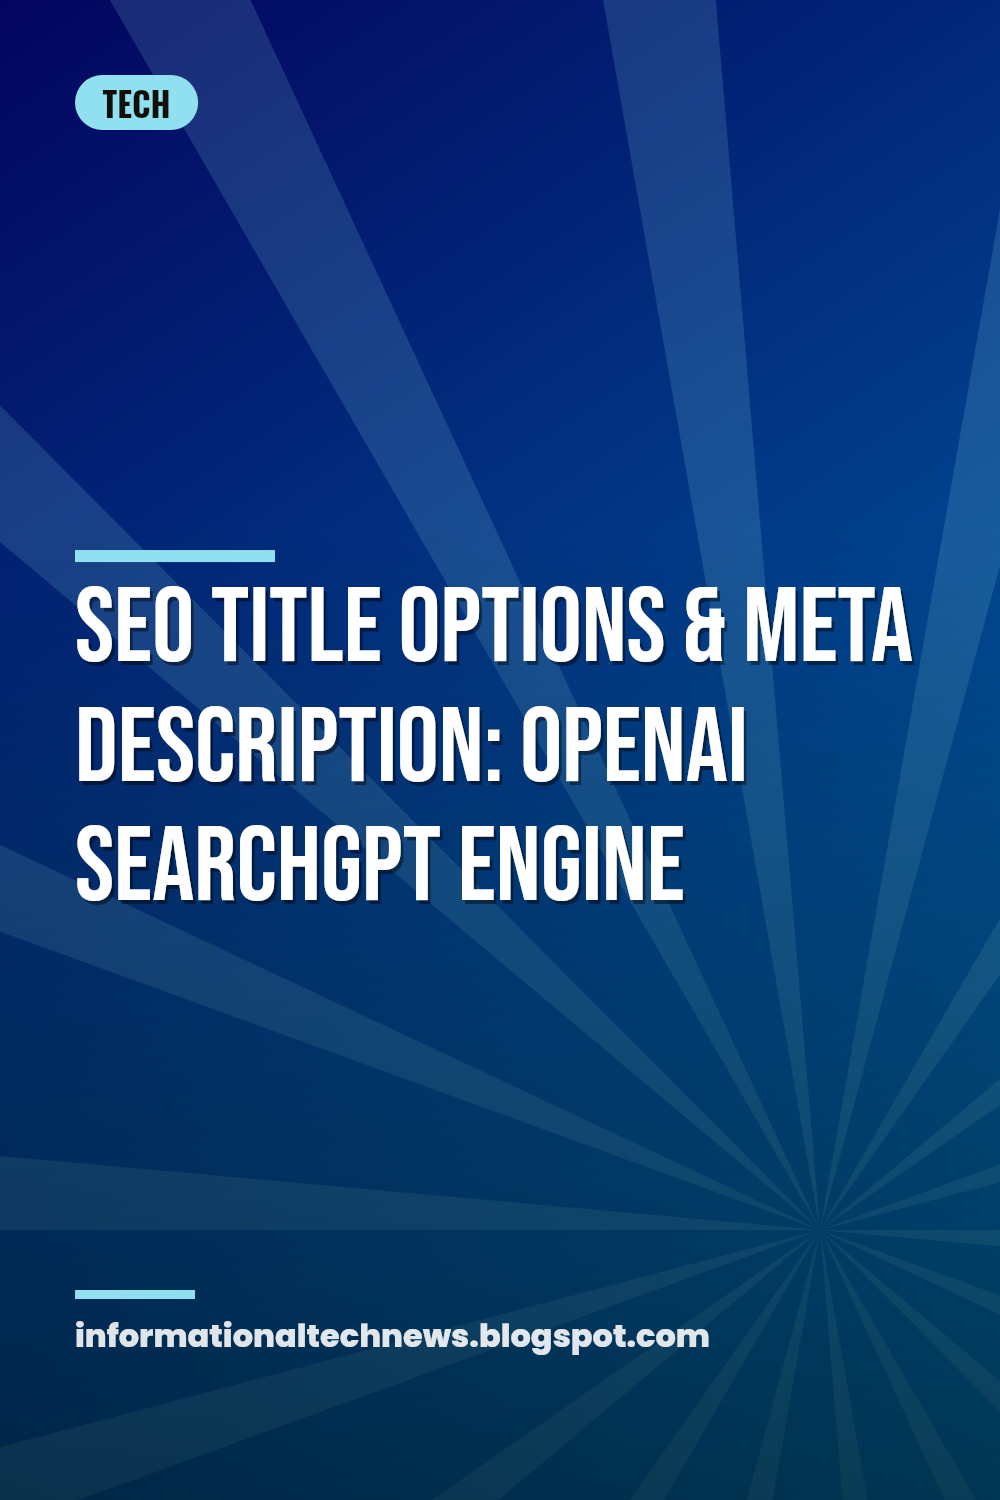 TECH
SEO TITLE OPTIONS & META
DESCRIPTION: OPENAI
SEARCHGPT ENGINE
informationaltechnews.blogspot.com